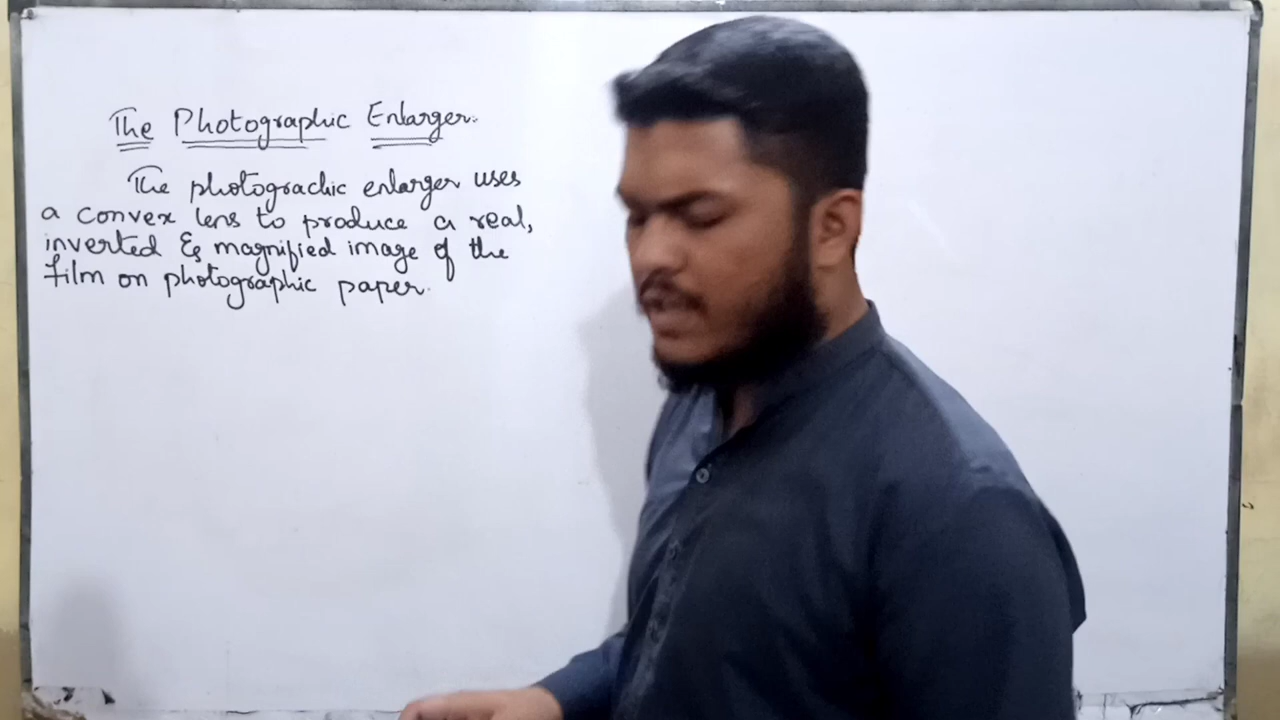 The Photographic Enlarger.
The photograchic enlarger uses
a convex lens to produce a real,
inverted & magnified image of the
film on photographic paper.